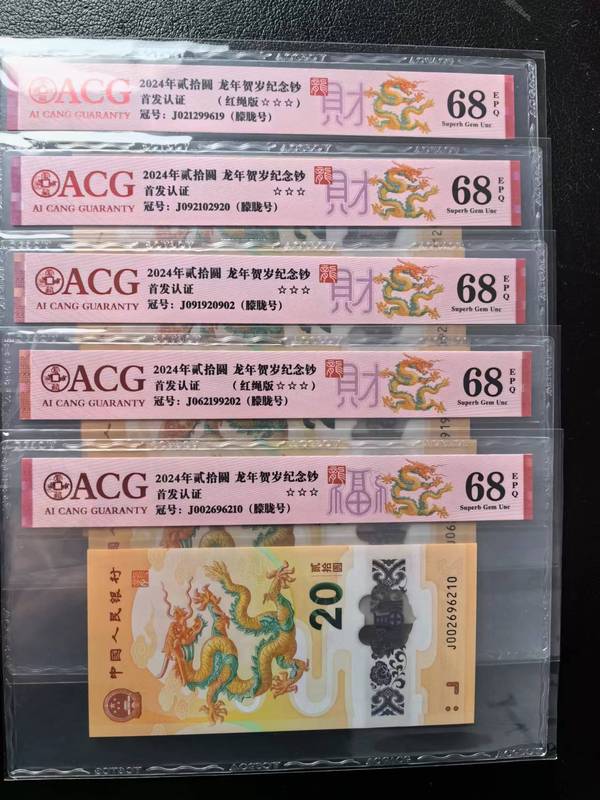 ACG
AI CANG GUARANTY
2024年贰拾圆 龙年贺岁纪念钞
首发认证 （红绳版 ☆☆☆）
冠号：J021299619（朦胧号）
龍
財
68
EPQ
Superb Gem Unc
ACG
AI CANG GUARANTY
2024年贰拾圆 龙年贺岁纪念钞
首发认证 ☆☆☆
冠号：J092102920（朦胧号）
龍
財
68
EPQ
Superb Gem Unc
ACG
AI CANG GUARANTY
2024年贰拾圆 龙年贺岁纪念钞
首发认证 ☆☆☆
冠号：J091920902（朦胧号）
龍
財
68
EPQ
Superb Gem Unc
ACG
AI CANG GUARANTY
2024年贰拾圆 龙年贺岁纪念钞
首发认证 （红绳版 ☆☆☆）
冠号：J062199202（朦胧号）
龍
財
68
EPQ
Superb Gem Unc
ACG
AI CANG GUARANTY
2024年贰拾圆 龙年贺岁纪念钞
首发认证 ☆☆☆
冠号：J002696210（朦胧号）
龍
福
68
EPQ
Superb Gem Unc
中国人民银行
贰拾圆
20
J002696210